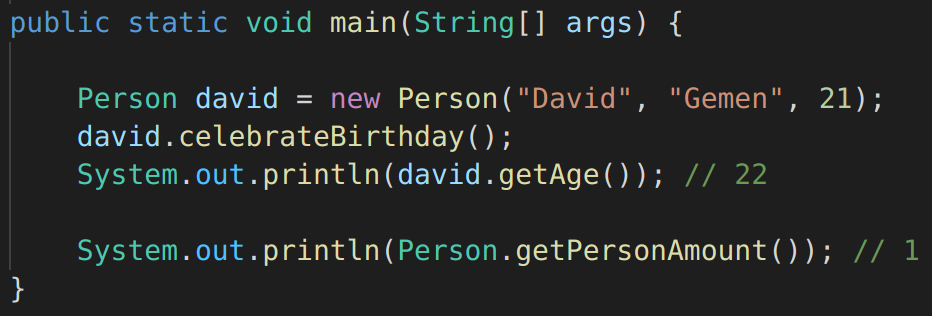 public static void main(String[] args) {
Person david = new Person("David", "Gemen", 21);
david.celebrateBirthday();
System.out.println(david.getAge()); // 22
System.out.println(Person.getPersonAmount()); // 1
}